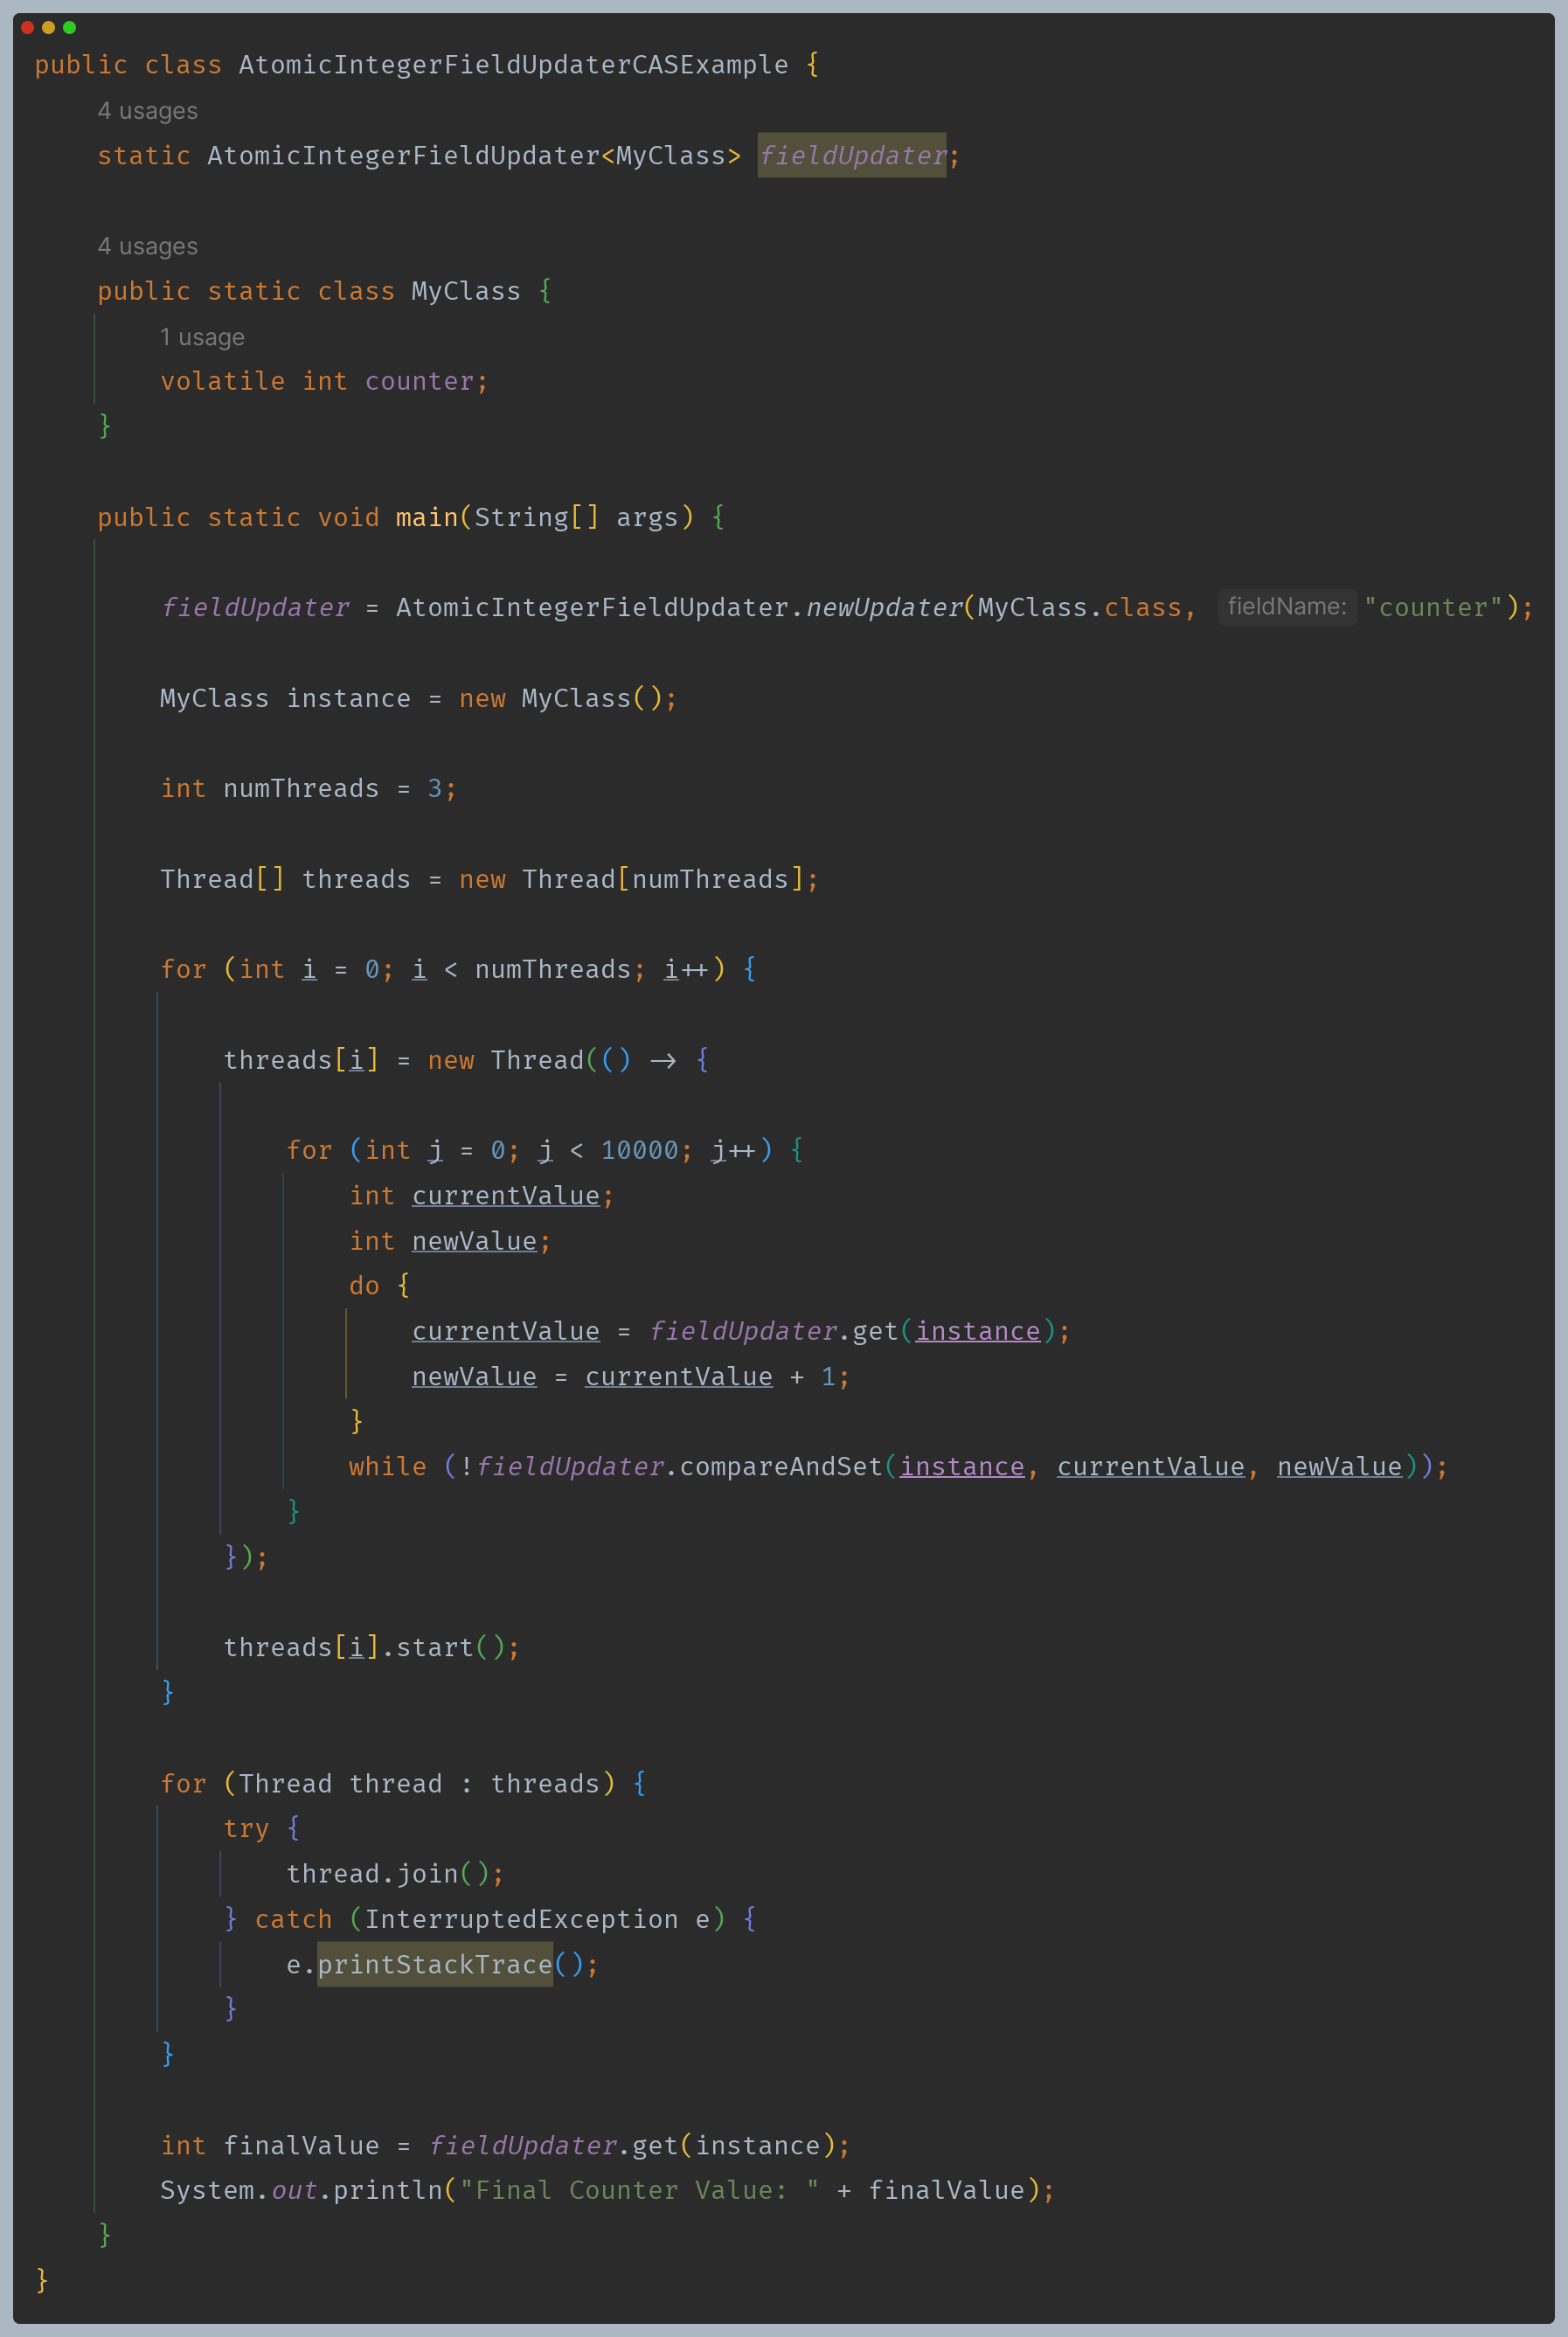 public class AtomicIntegerFieldUpdaterCASExample {
4 usages
static AtomicIntegerFieldUpdater<MyClass> fieldUpdater;
4 usages
public static class MyClass {
1 usage
volatile int counter;
}
public static void main(String[] args) {
fieldUpdater = AtomicIntegerFieldUpdater.newUpdater(MyClass.class, fieldName: "counter");
MyClass instance = new MyClass();
int numThreads = 3;
Thread[] threads = new Thread[numThreads];
for (int i = 0; i < numThreads; i++) {
threads[i] = new Thread(() -> {
for (int j = 0; j < 10000; j++) {
int currentValue;
int newValue;
do {
currentValue = fieldUpdater.get(instance);
newValue = currentValue + 1;
}
while (!fieldUpdater.compareAndSet(instance, currentValue, newValue));
}
});
threads[i].start();
}
for (Thread thread : threads) {
try {
thread.join();
} catch (InterruptedException e) {
e.printStackTrace();
}
}
int finalValue = fieldUpdater.get(instance);
System.out.println("Final Counter Value: " + finalValue);
}
}